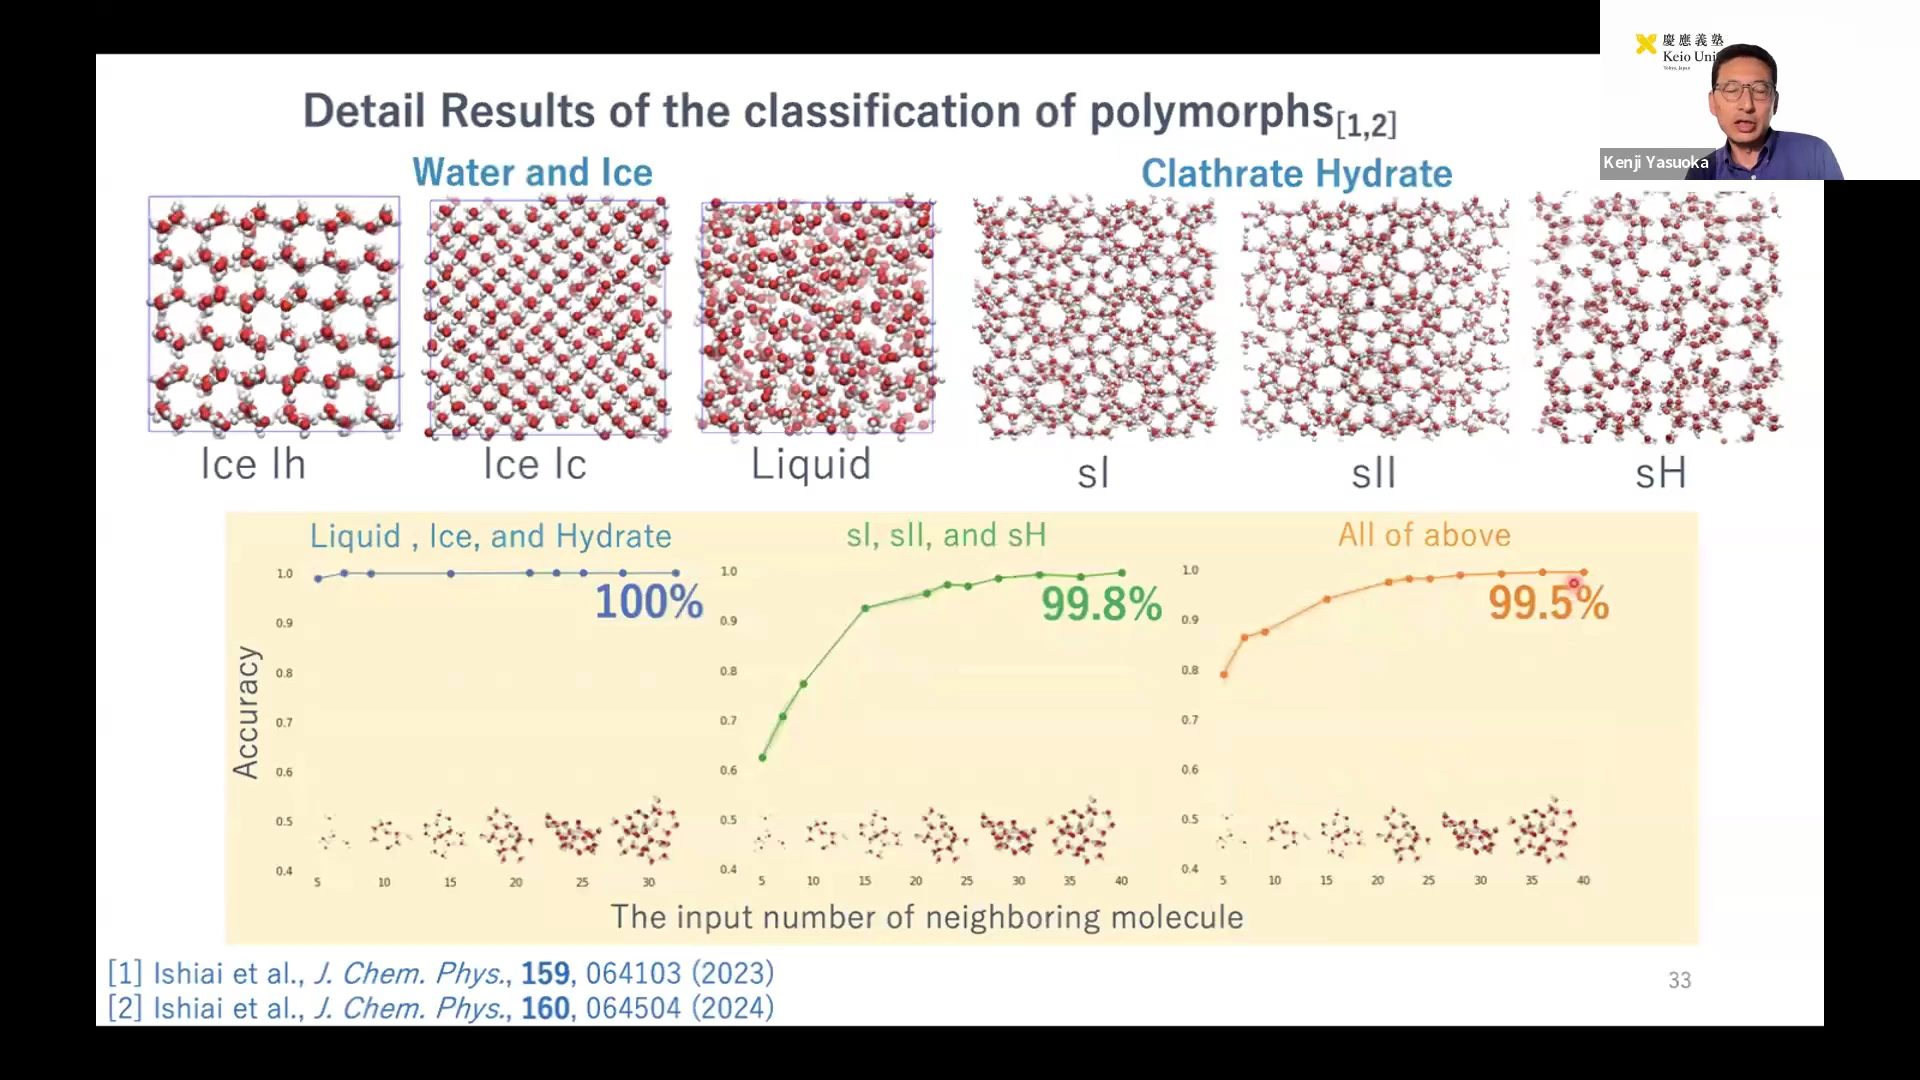 慶應義塾
Keio Uni
Tokyo, Japan
Kenji Yasuoka
Detail Results of the classification of polymorphs[1,2]
Water and Ice
Clathrate Hydrate
Ice Ih
Ice Ic
Liquid
sI
sII
sH
Liquid , Ice, and Hydrate
sI, sII, and sH
All of above
100%
99.8%
99.5%
Accuracy
1.0
0.9
0.8
0.7
0.6
0.5
0.4
5 10 15 20 25 30
1.0
0.9
0.8
0.7
0.6
0.5
0.4
5 10 15 20 25 30 35 40
1.0
0.9
0.8
0.7
0.6
0.5
0.4
5 10 15 20 25 30 35 40
The input number of neighboring molecule
[1] Ishiai et al., J. Chem. Phys., 159, 064103 (2023)
[2] Ishiai et al., J. Chem. Phys., 160, 064504 (2024)
33